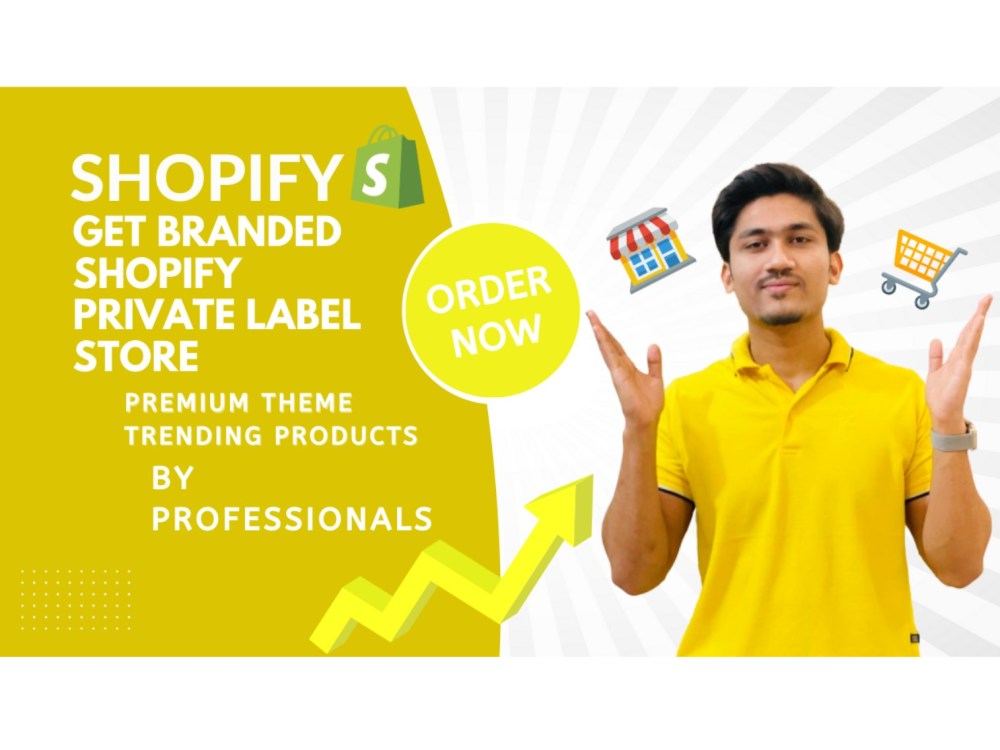 SHOPIFY
S
GET BRANDED
SHOPIFY
PRIVATE LABEL
STORE
PREMIUM THEME
TRENDING PRODUCTS
BY
PROFESSIONALS
ORDER
NOW